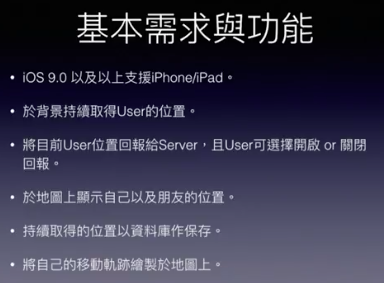 基本需求與功能
• iOS 9.0 以及以上支援iPhone/iPad。
• 於背景持續取得User的位置。
• 將目前User位置回報給Server，且User可選擇開啟 or 關閉
回報。
• 於地圖上顯示自己以及朋友的位置。
• 持續取得的位置以資料庫作保存。
• 將自己的移動軌跡繪製於地圖上。